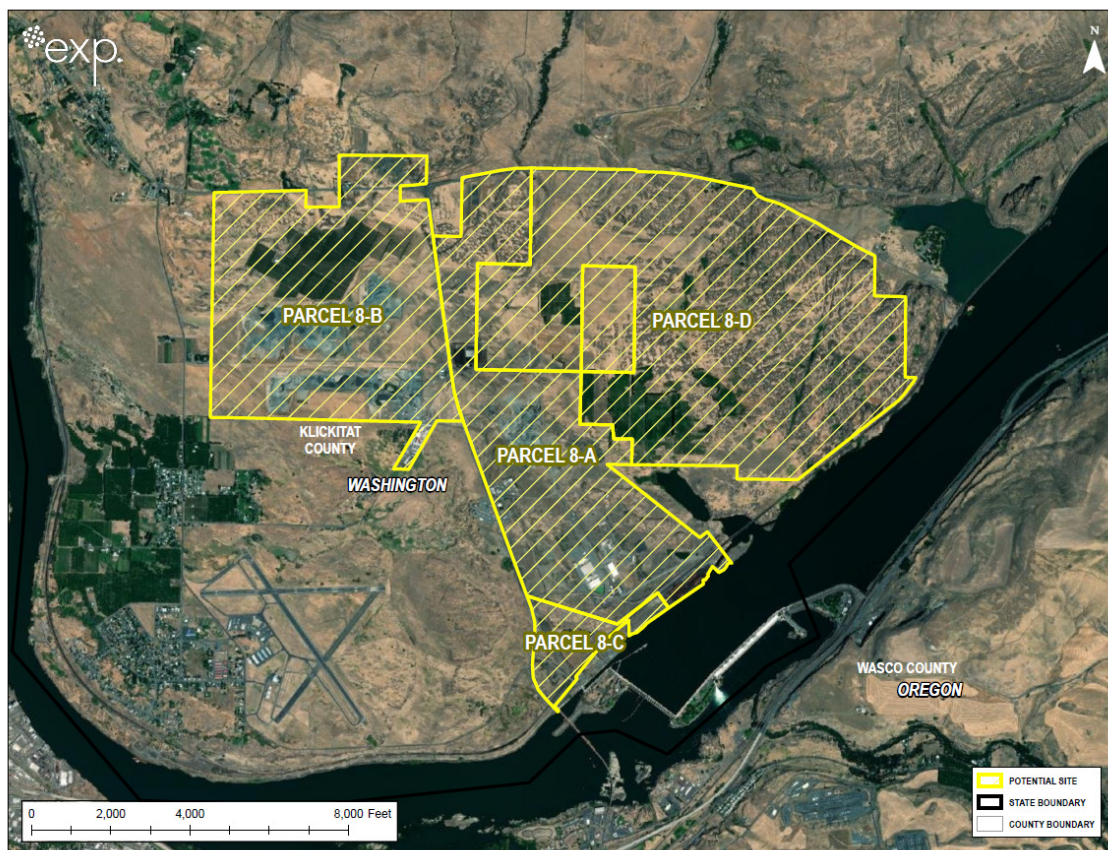 exp.
N
PARCEL 8-B
PARCEL 8-D
KLICKITAT
COUNTY
WASHINGTON
PARCEL 8-A
PARCEL 8-C
WASCO COUNTY
OREGON
POTENTIAL SITE
STATE BOUNDARY
COUNTY BOUNDARY
0 2,000 4,000 8,000 Feet